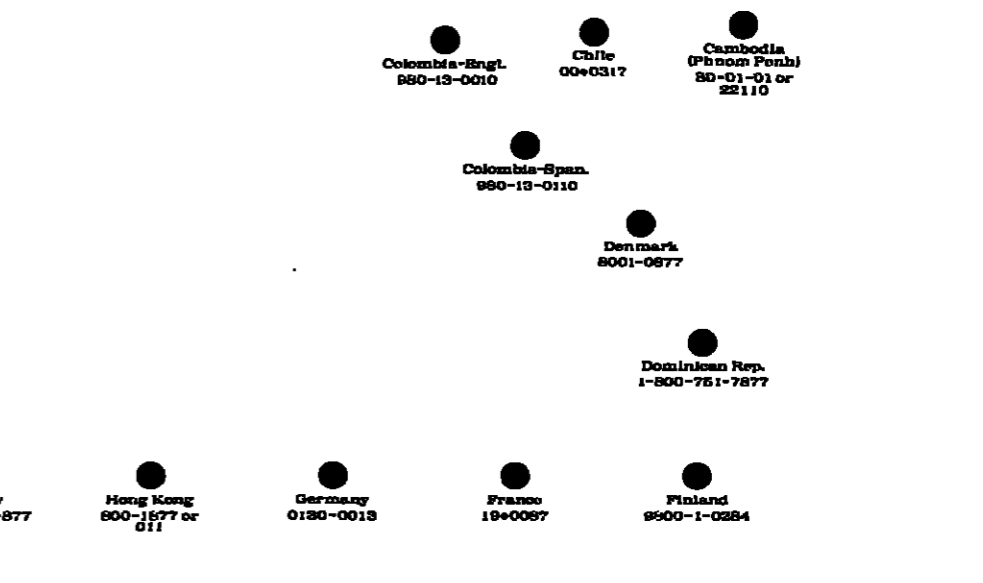 Colombia-Engl.
980-13-0010
Chile
00•0317
Cambodia
(Phnom Penh)
80-01-01 or
22110
Colombia-Span.
980-13-0110
Denmark
8001-0877
Dominican Rep.
1-800-751-7877
-877
Hong Kong
800-1877 or
011
Germany
0130-0013
France
19•0087
Finland
9800-1-0284